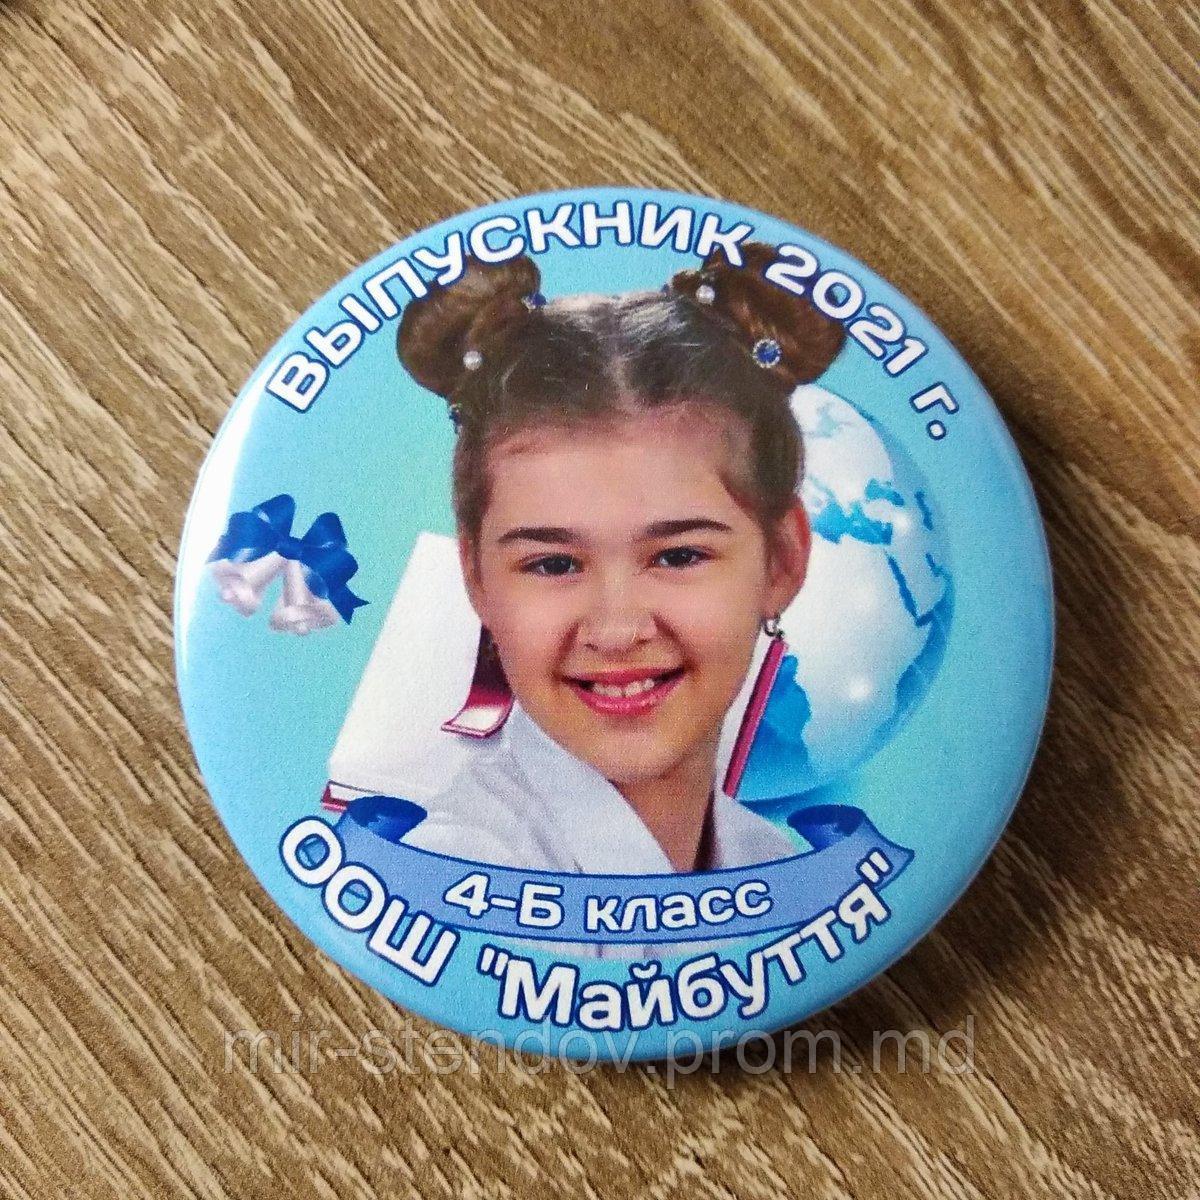 ВЫПУСКНИК 2021 г.
4-Б класс
ООШ "Майбуття"
mir-stendov.prom.md